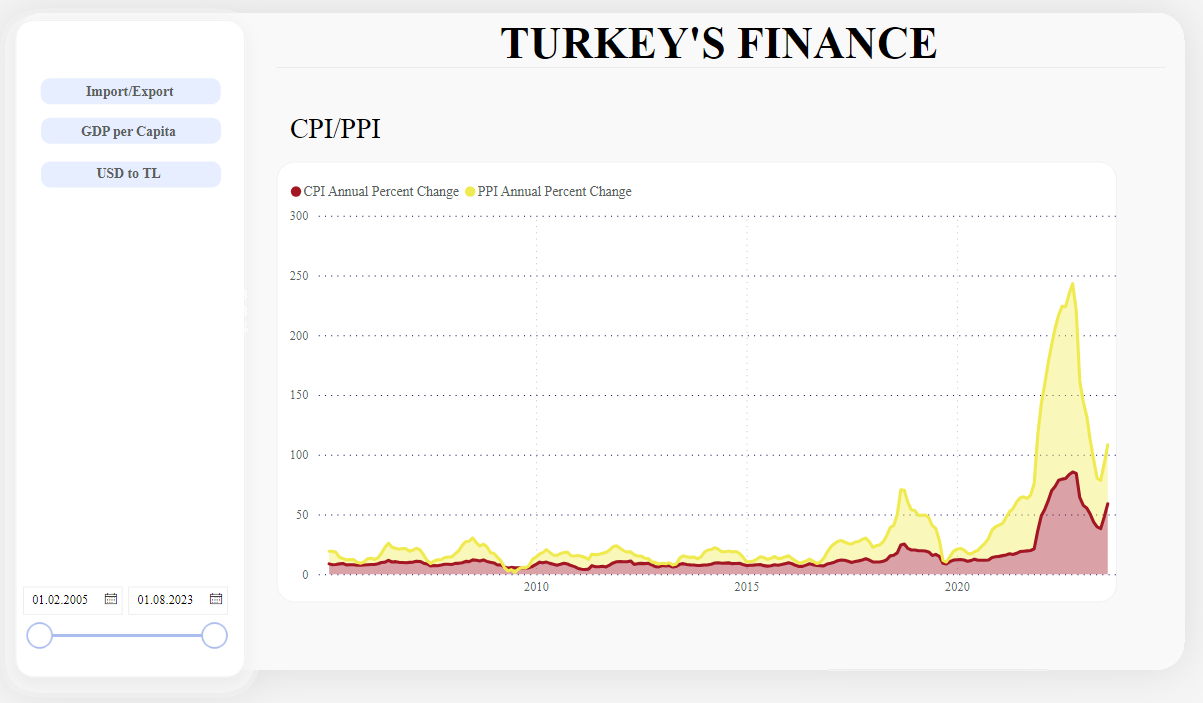 TURKEY'S FINANCE
Import/Export
GDP per Capita
USD to TL
01.02.2005
01.08.2023
CPI/PPI
CPI Annual Percent Change PPI Annual Percent Change
300
250
200
150
100
50
0
2010 2015 2020